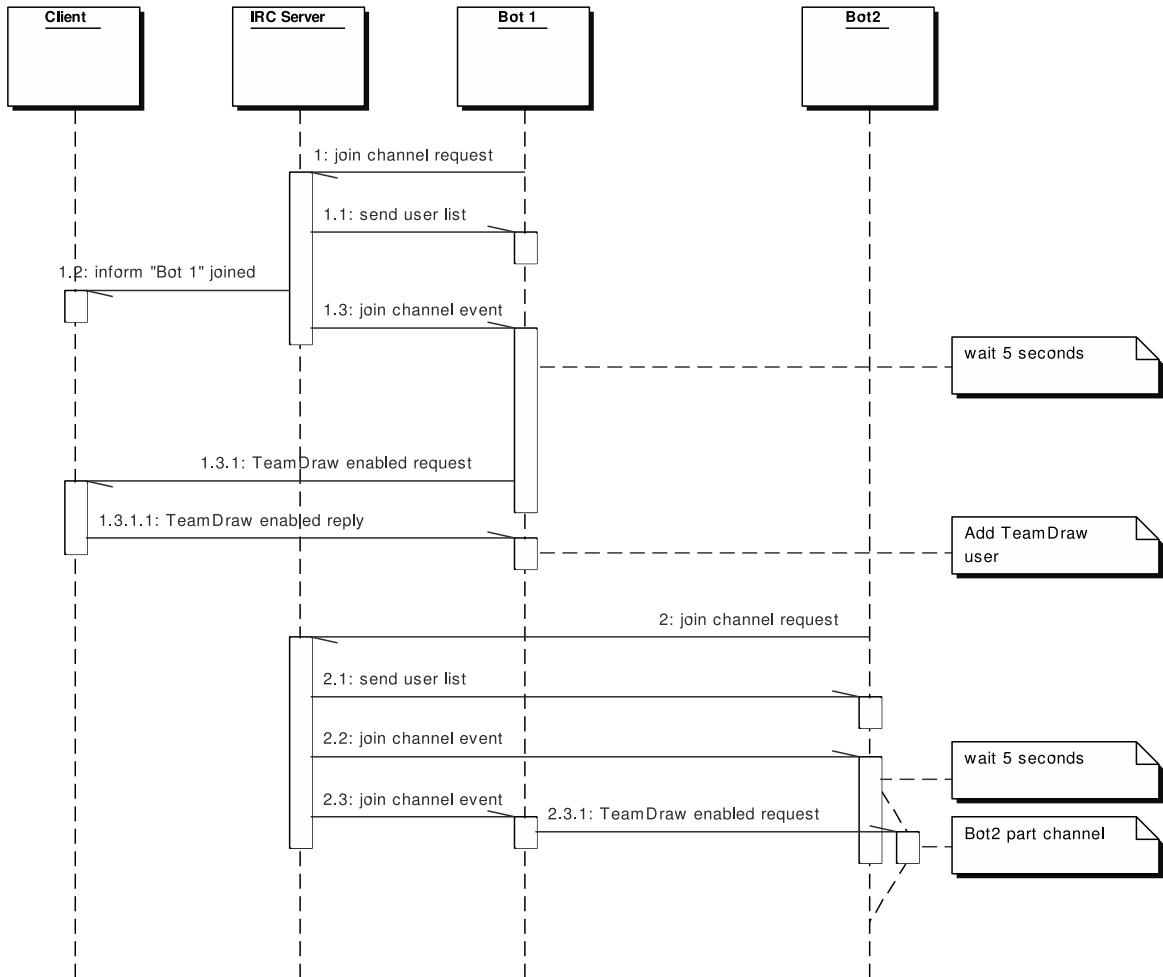 Client
IRC Server
Bot 1
Bot2
1: join channel request
1.1: send user list
1.2: inform "Bot 1" joined
1.3: join channel event
wait 5 seconds
1.3.1: TeamDraw enabled request
1.3.1.1: TeamDraw enabled reply
Add TeamDraw
user
2: join channel request
2.1: send user list
2.2: join channel event
wait 5 seconds
2.3: join channel event
2.3.1: TeamDraw enabled request
Bot2 part channel